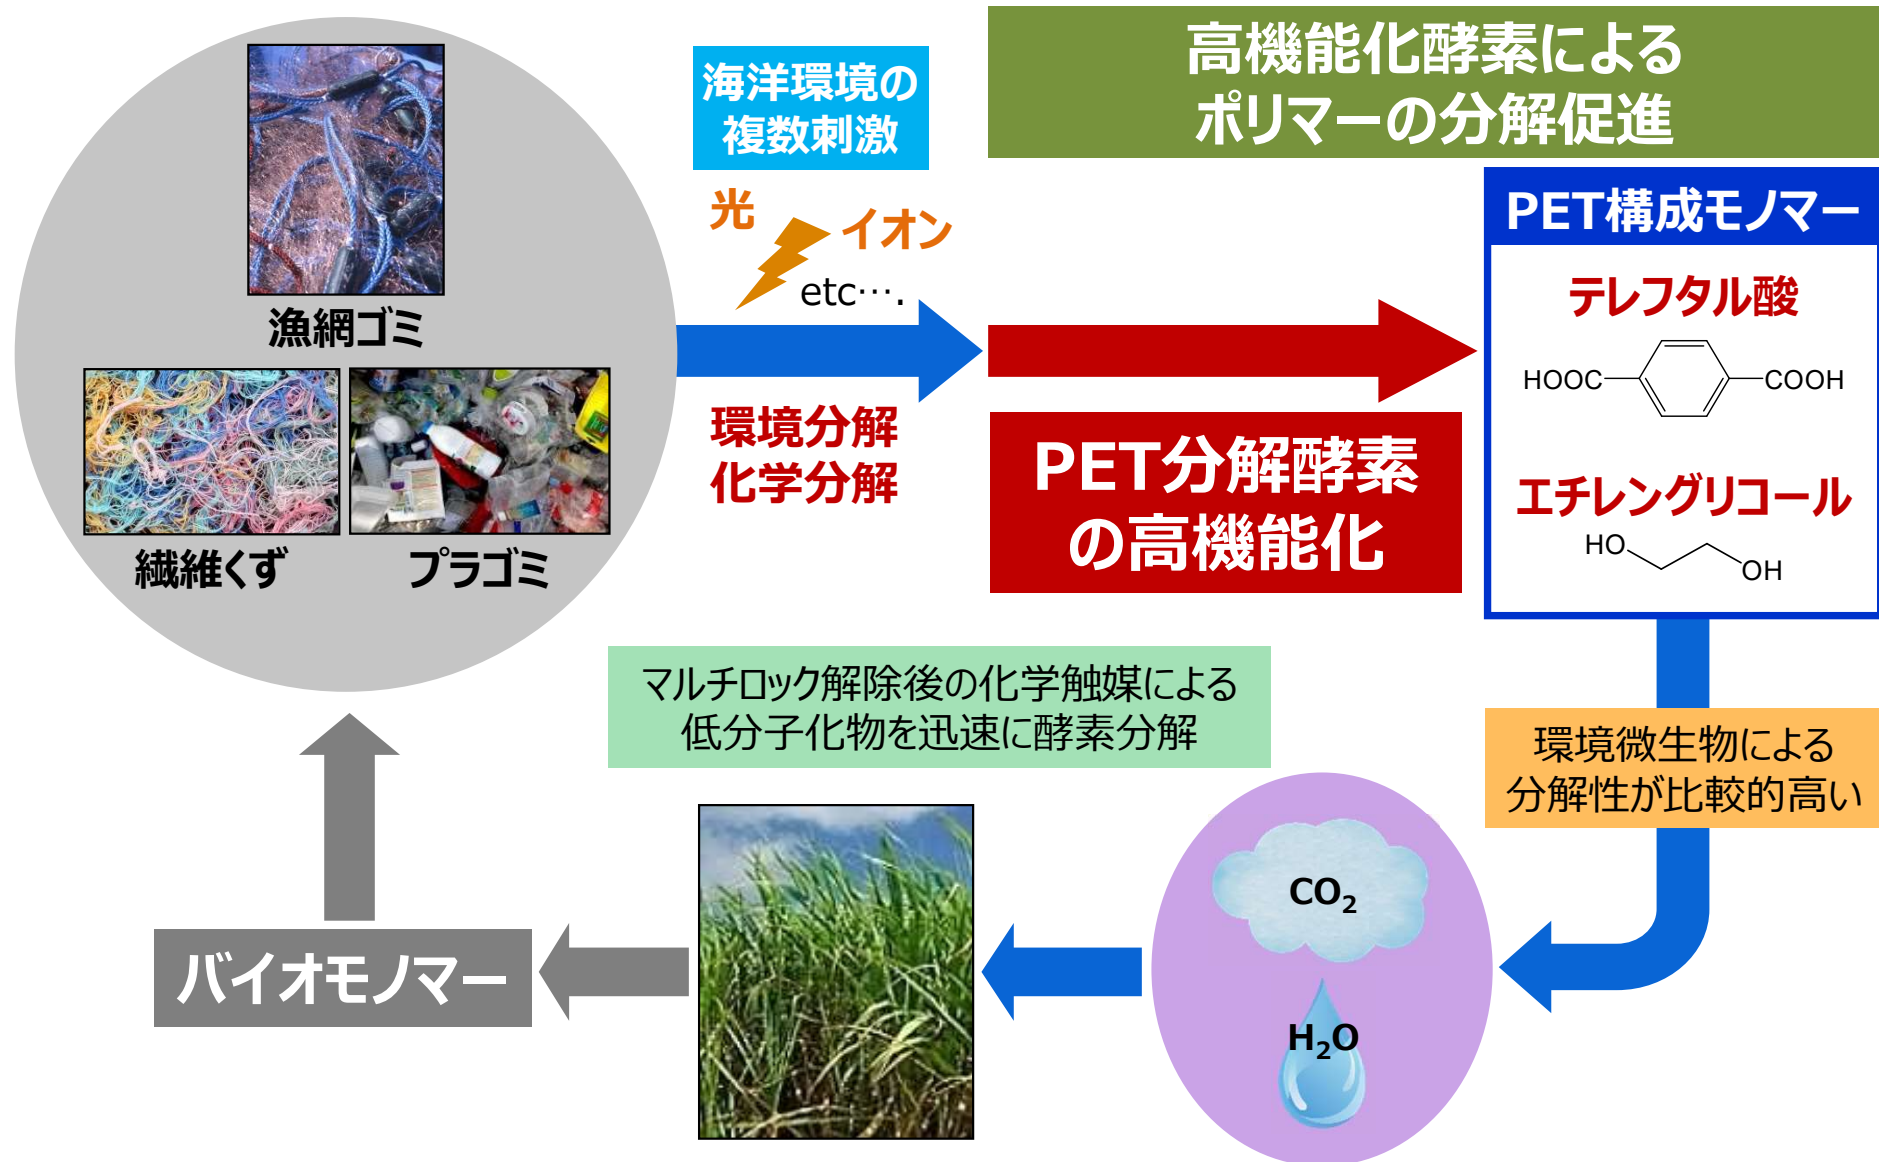 漁網ゴミ
繊維くず
プラゴミ
海洋環境の
複数刺激
光
イオン
etc….
環境分解
化学分解
高機能化酵素による
ポリマーの分解促進
PET分解酵素
の高機能化
PET構成モノマー
テレフタル酸
HOOC COOH
エチレングリコール
HO
OH
マルチロック解除後の化学触媒による
低分子化物を迅速に酵素分解
環境微生物による
分解性が比較的高い
CO₂
H₂O
バイオモノマー